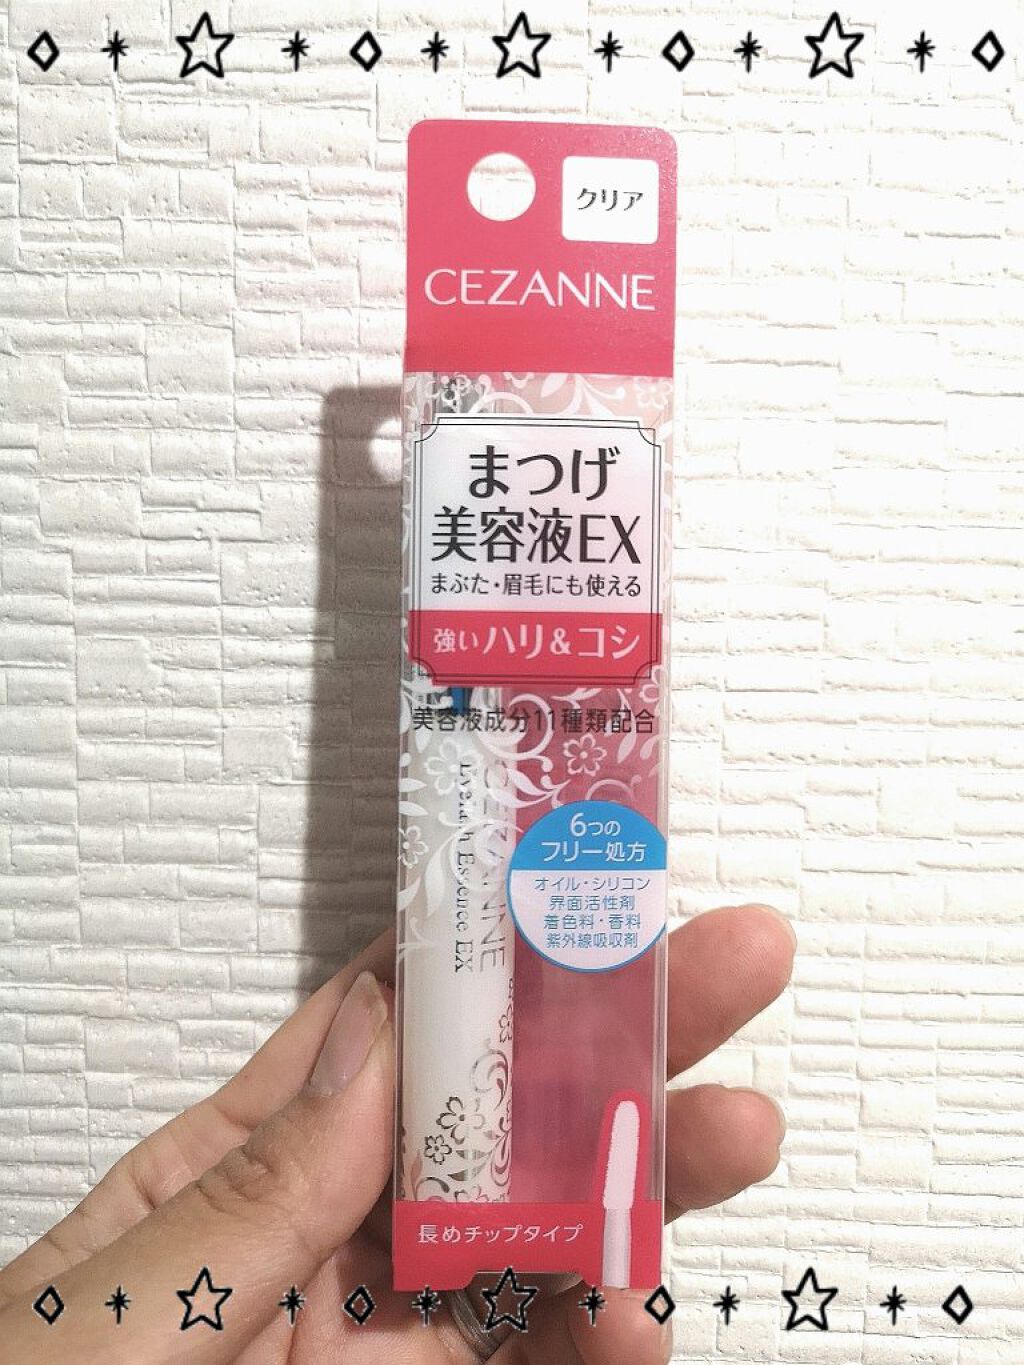 クリア
CEZANNE
まつげ
美容液EX
まぶた・眉毛にも使える
強いハリ&コシ
美容液成分11種類配合
CEZANNE
Eyelash Essence EX
6つの
フリー処方
オイル・シリコン
界面活性剤
着色料・香料
紫外線吸収剤
長めチップタイプ